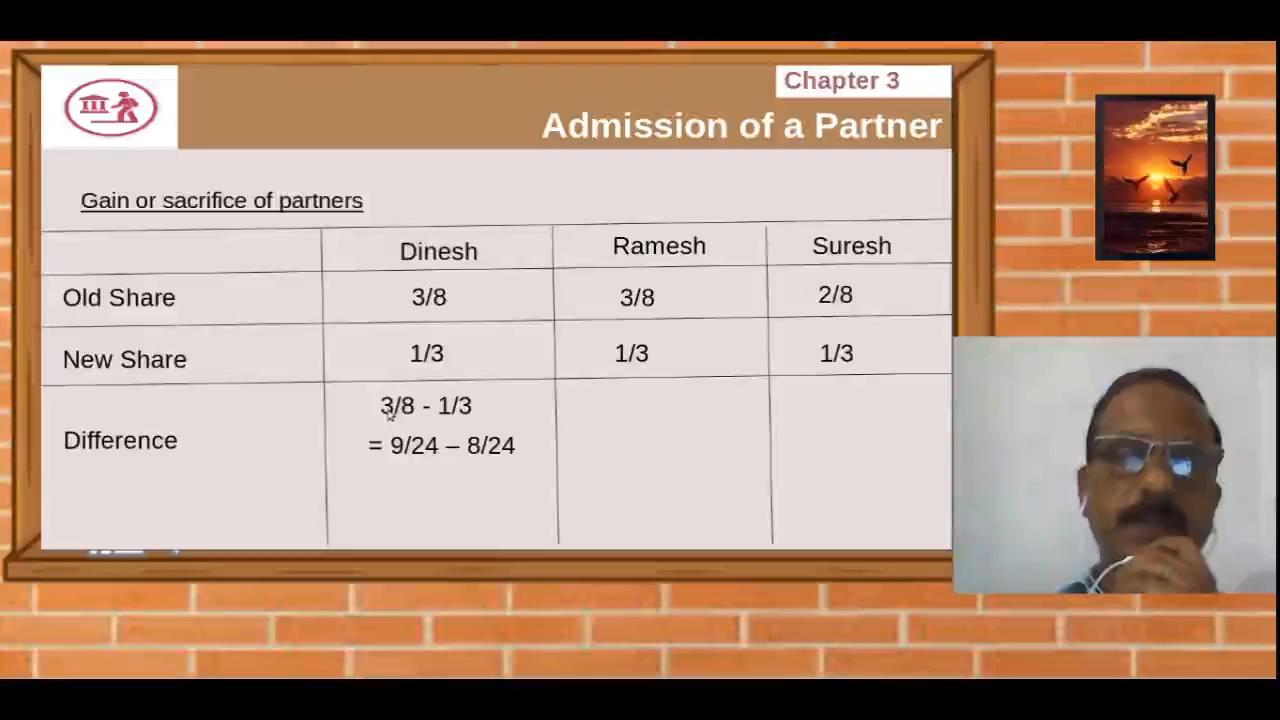 Chapter 3
Admission of a Partner
Gain or sacrifice of partners
Dinesh Ramesh Suresh
Old Share 3/8 3/8 2/8
New Share 1/3 1/3 1/3
3/8 - 1/3
Difference
= 9/24 – 8/24